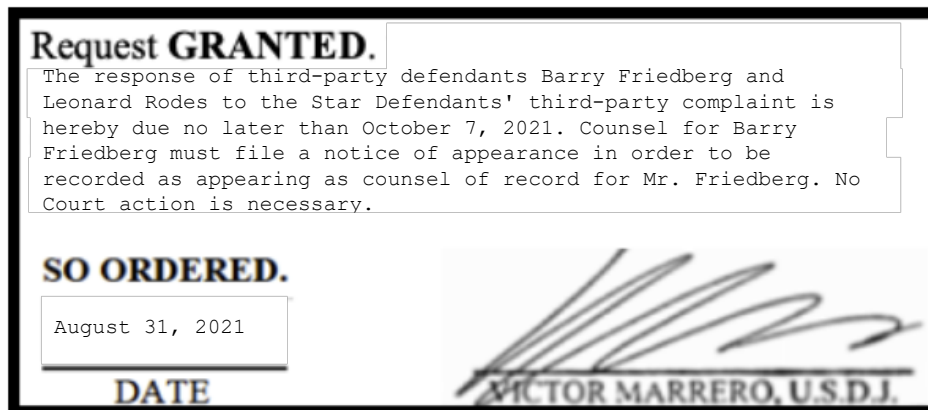 Request GRANTED.
The response of third-party defendants Barry Friedberg and
Leonard Rodes to the Star Defendants' third-party complaint is
hereby due no later than October 7, 2021. Counsel for Barry
Friedberg must file a notice of appearance in order to be
recorded as appearing as counsel of record for Mr. Friedberg. No
Court action is necessary.
SO ORDERED.
August 31, 2021
DATE
VICTOR MARRERO, U.S.D.J.